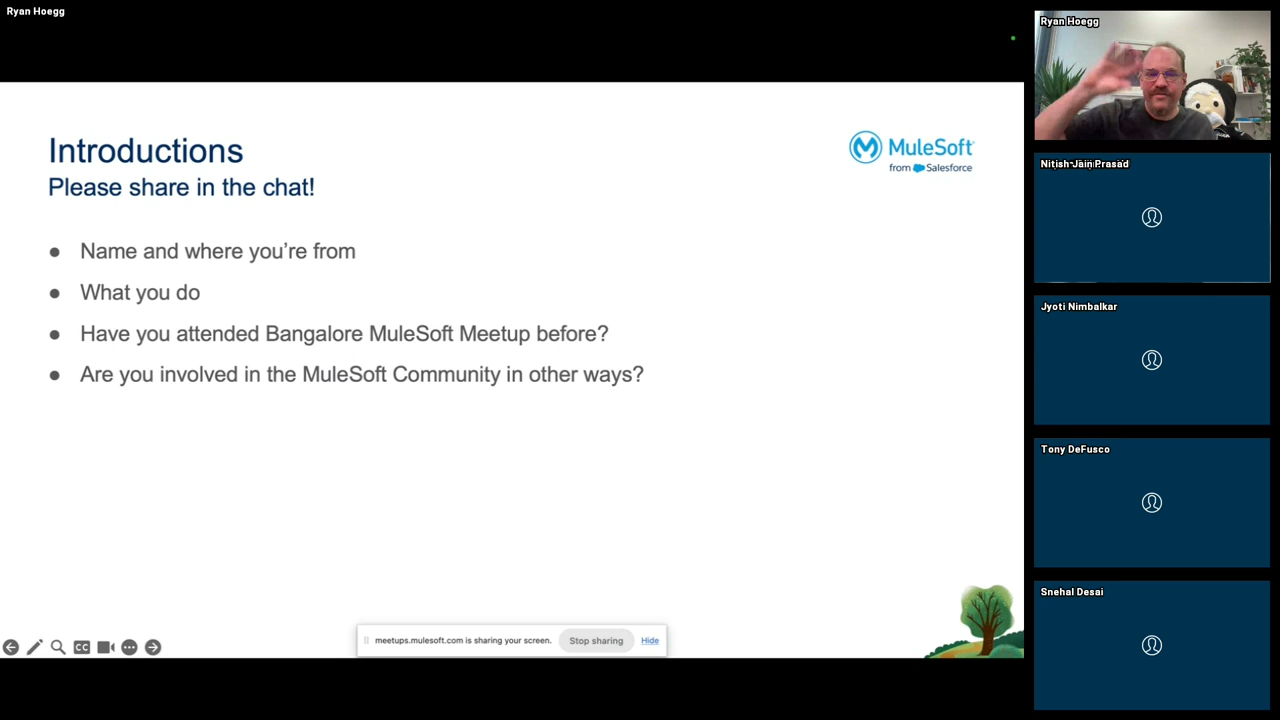 Ryan Hoegg
Introductions
Please share in the chat!
MuleSoft
from Salesforce
● Name and where you’re from
● What you do
● Have you attended Bangalore MuleSoft Meetup before?
● Are you involved in the MuleSoft Community in other ways?
CC
meetups.mulesoft.com is sharing your screen.
Stop sharing
Hide
Ryan Hoegg
Prasad
Jyoti Nimbalkar
Tony DeFusco
Snehal Desai